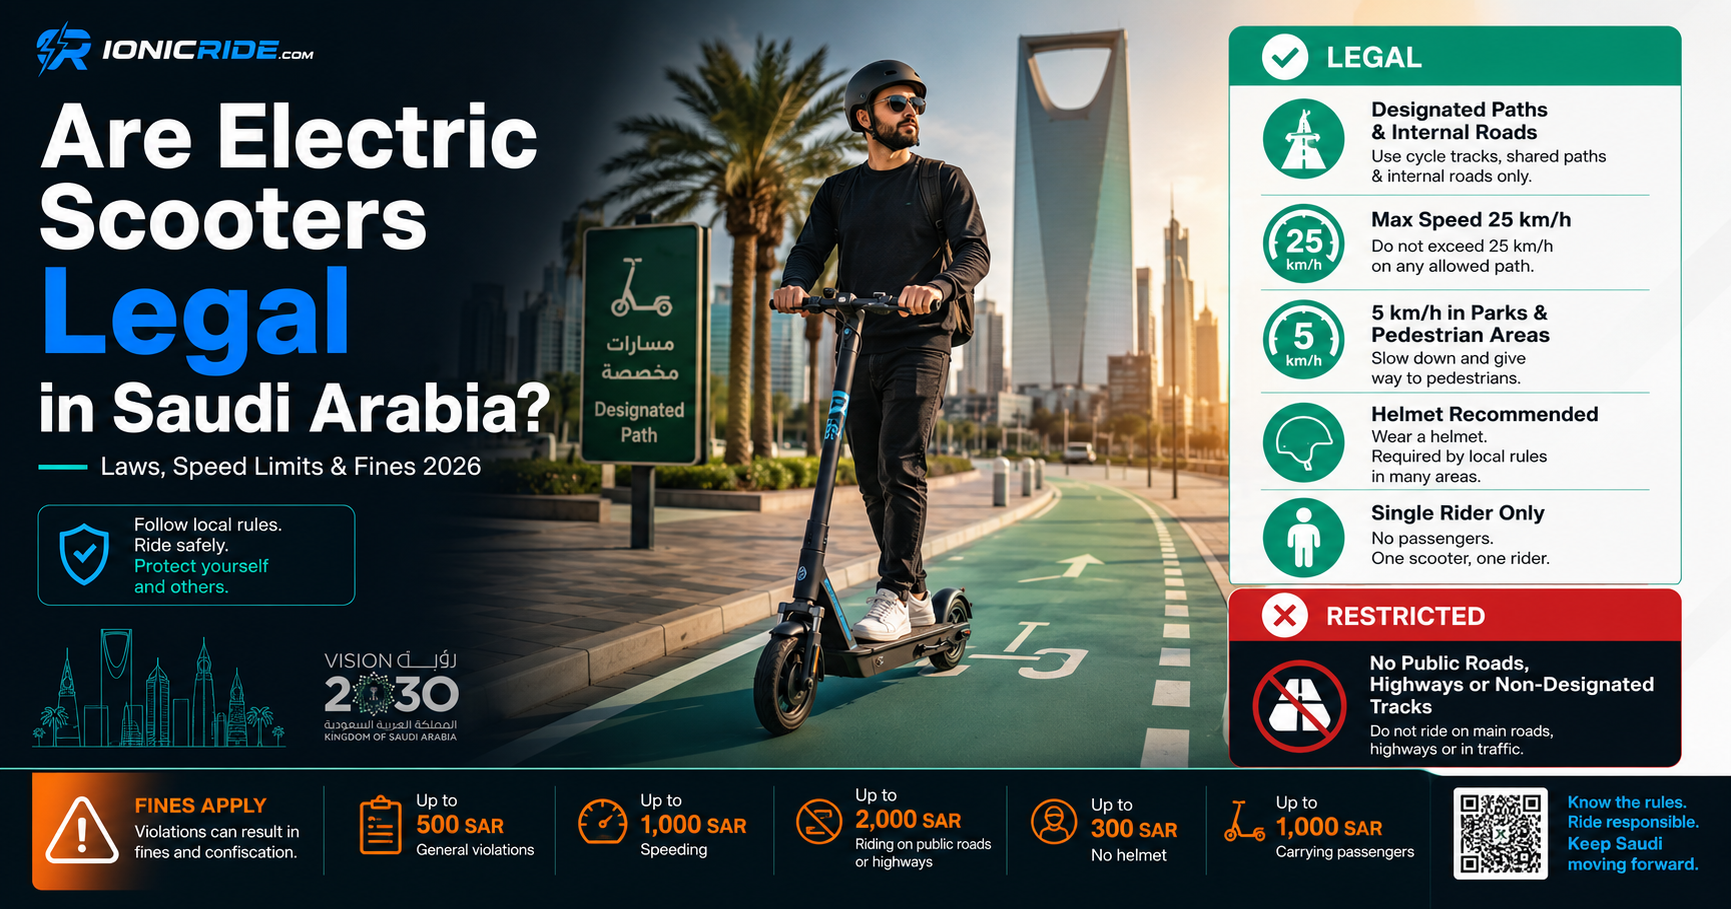 IONICRIDE.COM
Are Electric
Scooters
Legal
in Saudi Arabia?
Laws, Speed Limits & Fines 2026
Follow local rules.
Ride safely.
Protect yourself
and others.
VISION رؤيـــة
2030
المملكة العربية السعودية
KINGDOM OF SAUDI ARABIA
مسارات
مخصصة
Designated
Path
LEGAL
Designated Paths
& Internal Roads
Use cycle tracks, shared paths
& internal roads only.
25
km/h
Max Speed 25 km/h
Do not exceed 25 km/h
on any allowed path.
5
km/h
5 km/h in Parks &
Pedestrian Areas
Slow down and give
way to pedestrians.
Helmet Recommended
Wear a helmet.
Required by local rules
in many areas.
Single Rider Only
No passengers.
One scooter, one rider.
RESTRICTED
No Public Roads,
Highways or Non-Designated
Tracks
Do not ride on main roads,
highways or in traffic.
FINES APPLY
Violations can result in
fines and confiscation.
Up to
500 SAR
General violations
Up to
1,000 SAR
Speeding
Up to
2,000 SAR
Riding on public roads
or highways
Up to
300 SAR
No helmet
Up to
1,000 SAR
Carrying passengers
Know the rules.
Ride responsible.
Keep Saudi
moving forward.